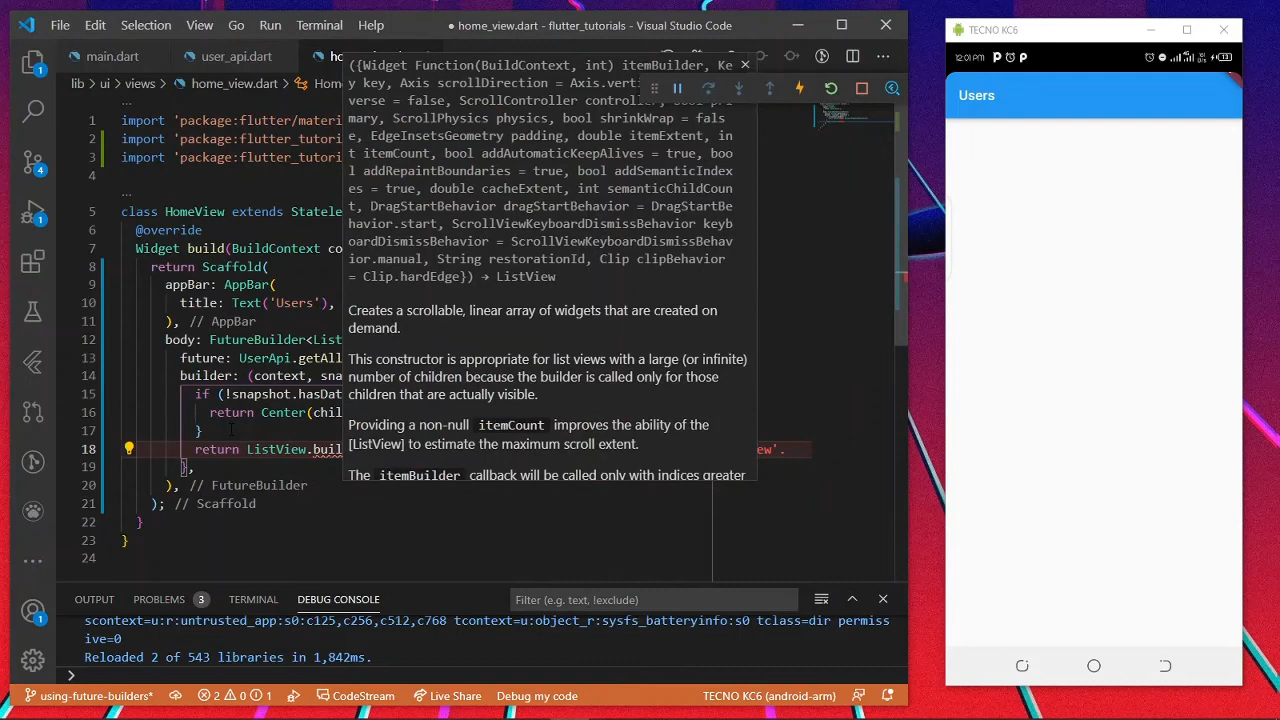 File Edit Selection View Go Run Terminal Help
● home_view.dart - flutter_tutorials - Visual Studio Code
main.dart user_api.dart
lib > ui > views > home_view.dart >
1 import 'package:flutter/mater
2 import 'package:flutter_tutori
3 import 'package:flutter_tutori
4
5 class HomeView extends Statele
6 @override
7 Widget build(BuildContext co
8 return Scaffold(
9 appBar: AppBar(
10 title: Text('Users'),
11 ), // AppBar
12 body: FutureBuilder<List
13 future: UserApi.getAll
14 builder: (context, sna
15 if (!snapshot.hasDat
16 return Center(chil
17 }
18 return ListView.buil
19 },
20 ), // FutureBuilder
21 ); // Scaffold
22 }
23 }
24
({Widget Function(BuildContext, int) itemBuilder, Ke
y key, Axis scrollDirection = Axis.vert
verse = false, ScrollController controller, bool pri
mary, ScrollPhysics physics, bool shrinkWrap = fals
e, EdgeInsetsGeometry padding, double itemExtent, in
t itemCount, bool addAutomaticKeepAlives = true, boo
l addRepaintBoundaries = true, bool addSemanticIndex
es = true, double cacheExtent, int semanticChildCoun
t, DragStartBehavior dragStartBehavior = DragStartBe
havior.start, ScrollViewKeyboardDismissBehavior keyb
oardDismissBehavior = ScrollViewKeyboardDismissBehav
ior.manual, String restorationId, Clip clipBehavior
= Clip.hardEdge}) → ListView
Creates a scrollable, linear array of widgets that are created on
demand.
This constructor is appropriate for list views with a large (or infinite)
number of children because the builder is called only for those
children that are actually visible.
Providing a non-null itemCount improves the ability of the
[ListView] to estimate the maximum scroll extent.
The itemBuilder callback will be called only with indices greater
ew'.
OUTPUT PROBLEMS 3 TERMINAL DEBUG CONSOLE
Filter (e.g. text, !exclude)
scontext=u:r:untrusted_app:s0:c125,c256,c512,c768 tcontext=u:object_r:sysfs_batteryinfo:s0 tclass=dir permiss
ive=0
Reloaded 2 of 543 libraries in 1,842ms.
using-future-builders* 2 0 1 CodeStream Live Share Debug my code TECNO KC6 (android-arm)
1
4
1
1
TECNO KC6
12:01 PM
Users